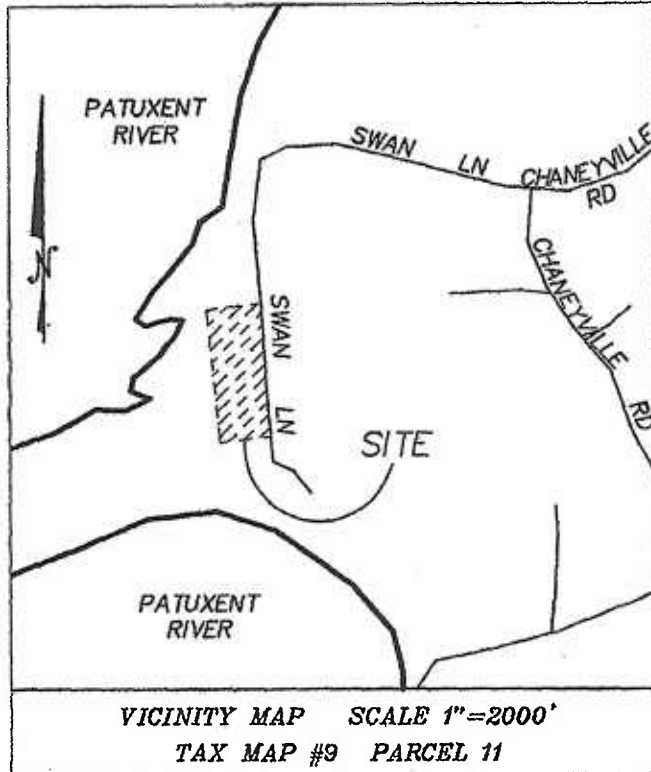 PATUXENT
RIVER
SWAN LN
CHANEYVILLE
RD
N
CHANEYVILLE
RD
SWAN
LN
SITE
PATUXENT
RIVER
VICINITY MAP SCALE 1"=2000'
TAX MAP #9 PARCEL 11